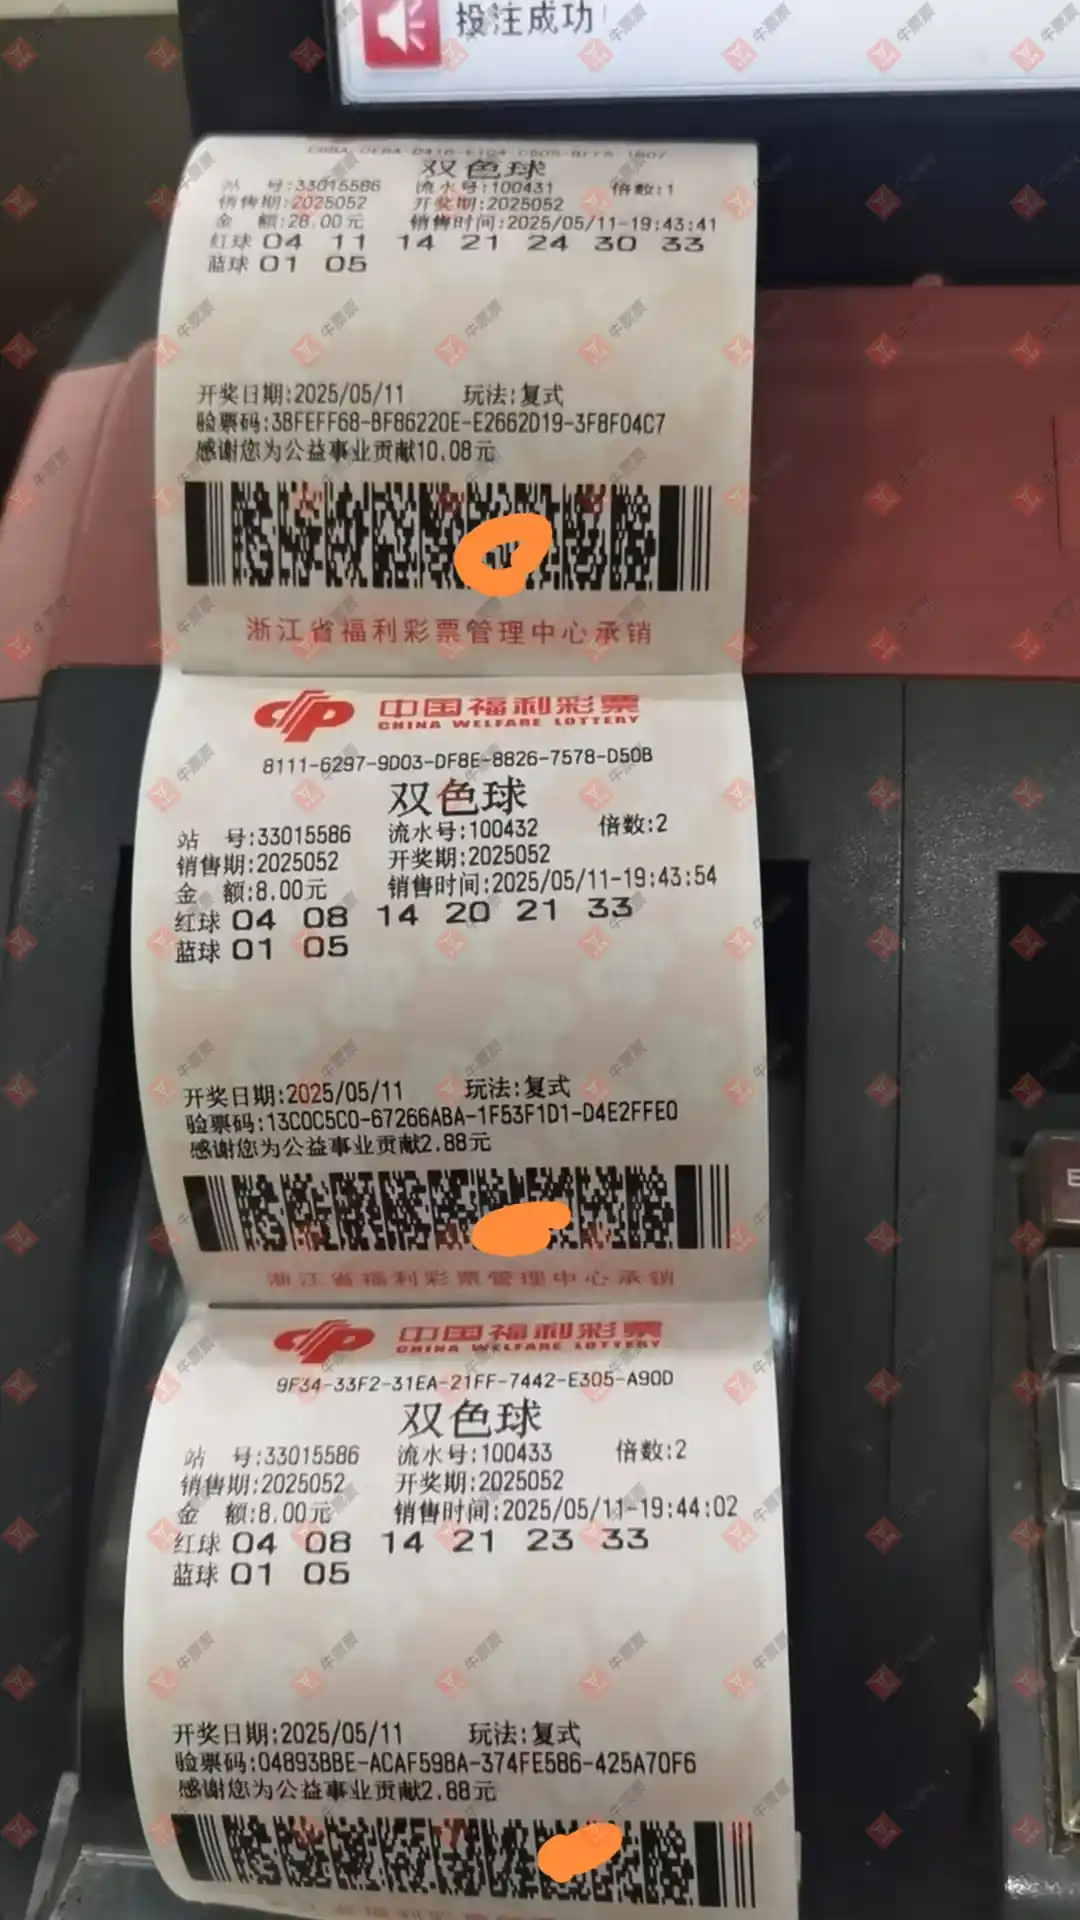 投注成功
双色球
站 号:33015586 流水号:100431 倍数:1
销售期:2025052 开奖期:2025052
金 额:28.00元 销售时间:2025/05/11-19:43:41
红球 04 11 14 21 24 30 33
蓝球 01 05
开奖日期:2025/05/11 玩法:复式
验票码:3BFEFF68-BF86220E-E2662D19-3F8F04C7
感谢您为公益事业贡献10.08元
浙江省福利彩票管理中心承销
中国福利彩票
CHINA WELFARE LOTTERY
8111-6297-9D03-DF8E-8826-7578-D50B
双色球
站 号:33015586 流水号:100432 倍数:2
销售期:2025052 开奖期:2025052
金 额:8.00元 销售时间:2025/05/11-19:43:54
红球 04 08 14 20 21 33
蓝球 01 05
开奖日期:2025/05/11 玩法:复式
验票码:13C0C5C0-67266ABA-1F53F1D1-D4E2FFE0
感谢您为公益事业贡献2.88元
浙江省福利彩票管理中心承销
中国福利彩票
CHINA WELFARE LOTTERY
9F34-33F2-31EA-21FF-7442-E305-A90D
双色球
站 号:33015586 流水号:100433 倍数:2
销售期:2025052 开奖期:2025052
金 额:8.00元 销售时间:2025/05/11-19:44:02
红球 04 08 14 21 23 33
蓝球 01 05
开奖日期:2025/05/11 玩法:复式
验票码:04893BBE-ACAF598A-374FE586-425A70F6
感谢您为公益事业贡献2.88元
牛票票